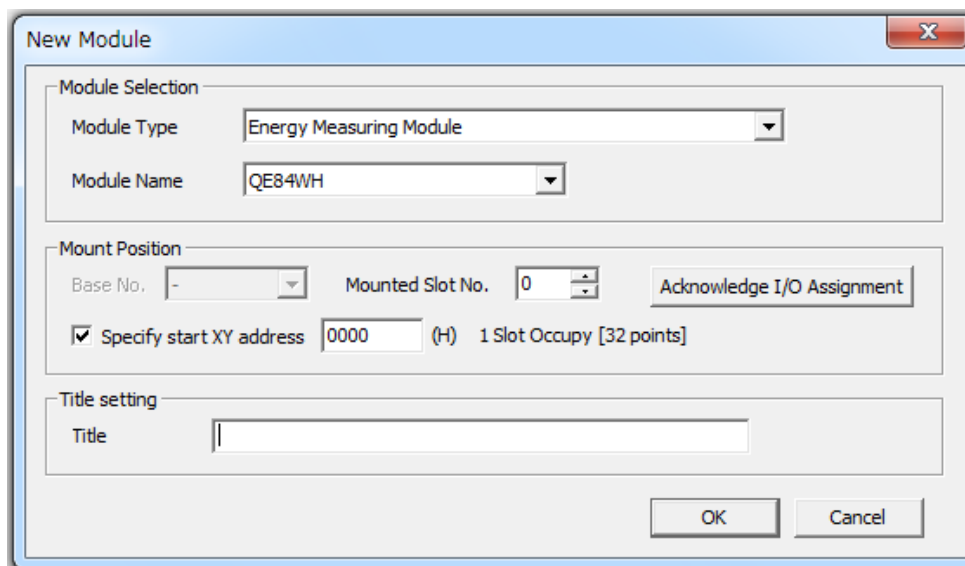 New Module
Module Selection
Module Type Energy Measuring Module
Module Name QE84WH
Mount Position
Base No. - Mounted Slot No. 0 Acknowledge I/O Assignment
Specify start XY address 0000 (H) 1 Slot Occupy [32 points]
Title setting
Title
OK Cancel